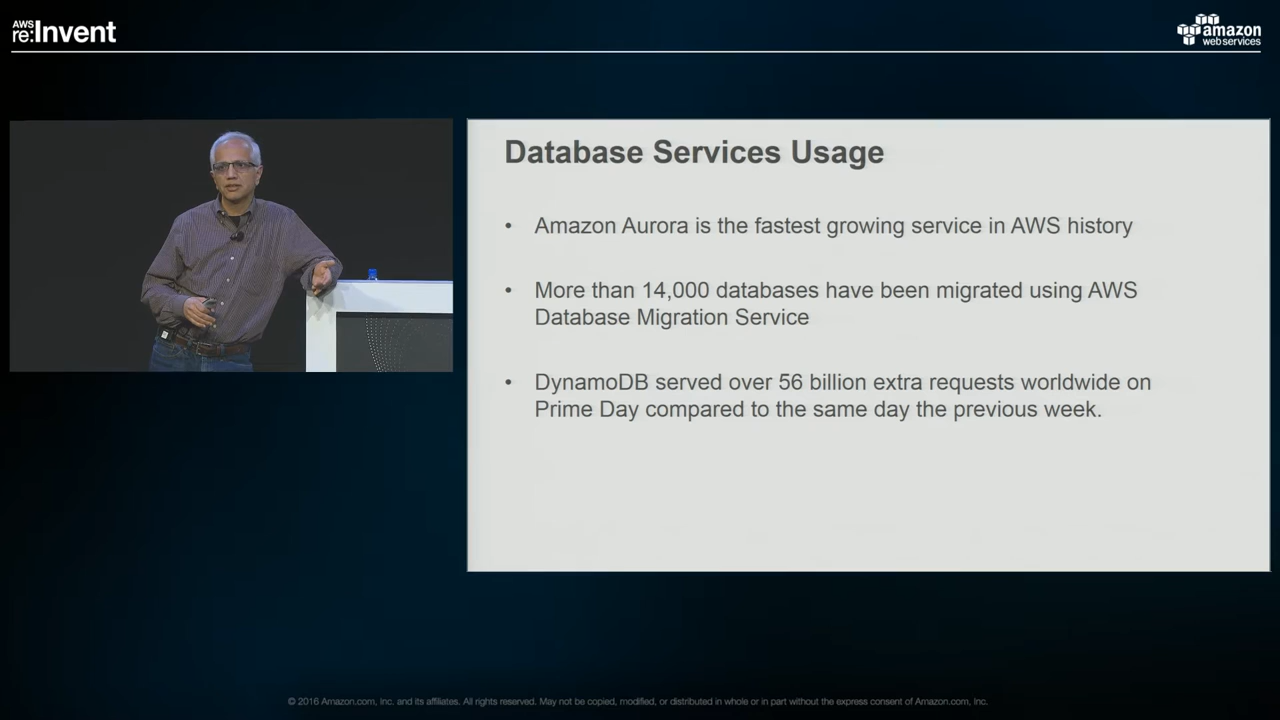 AWS
re:Invent
amazon
web services
Database Services Usage
• Amazon Aurora is the fastest growing service in AWS history
• More than 14,000 databases have been migrated using AWS
Database Migration Service
• DynamoDB served over 56 billion extra requests worldwide on
Prime Day compared to the same day the previous week.
© 2016 Amazon.com, Inc. and its affiliates. All rights reserved. May not be copied, modified, or distributed in whole or in part without the express consent of Amazon.com, Inc.